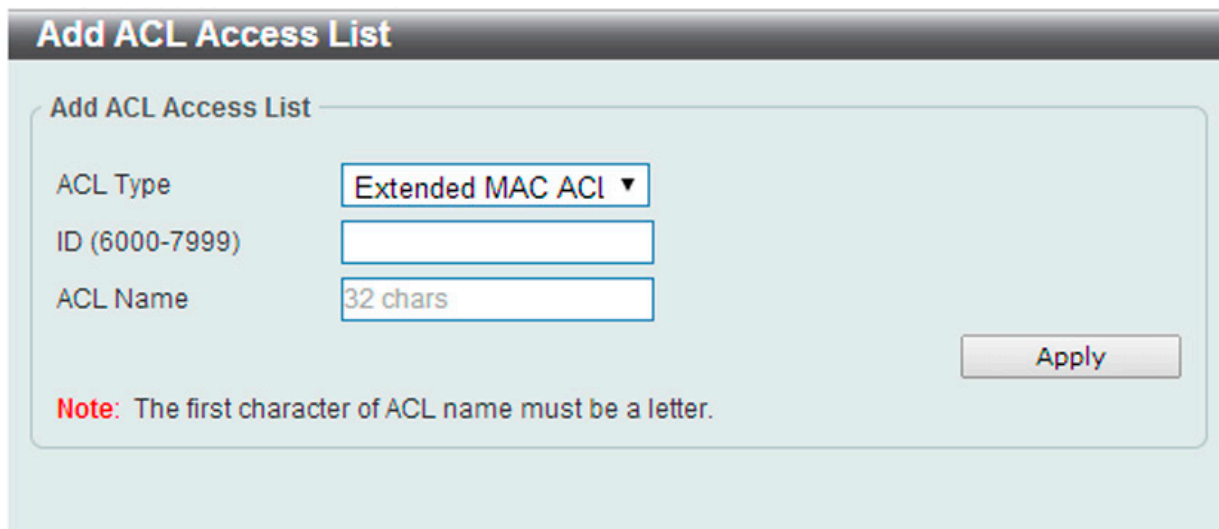 Add ACL Access List
Add ACL Access List
ACL Type Extended MAC ACl
ID (6000-7999)
ACL Name 32 chars
Apply
Note: The first character of ACL name must be a letter.